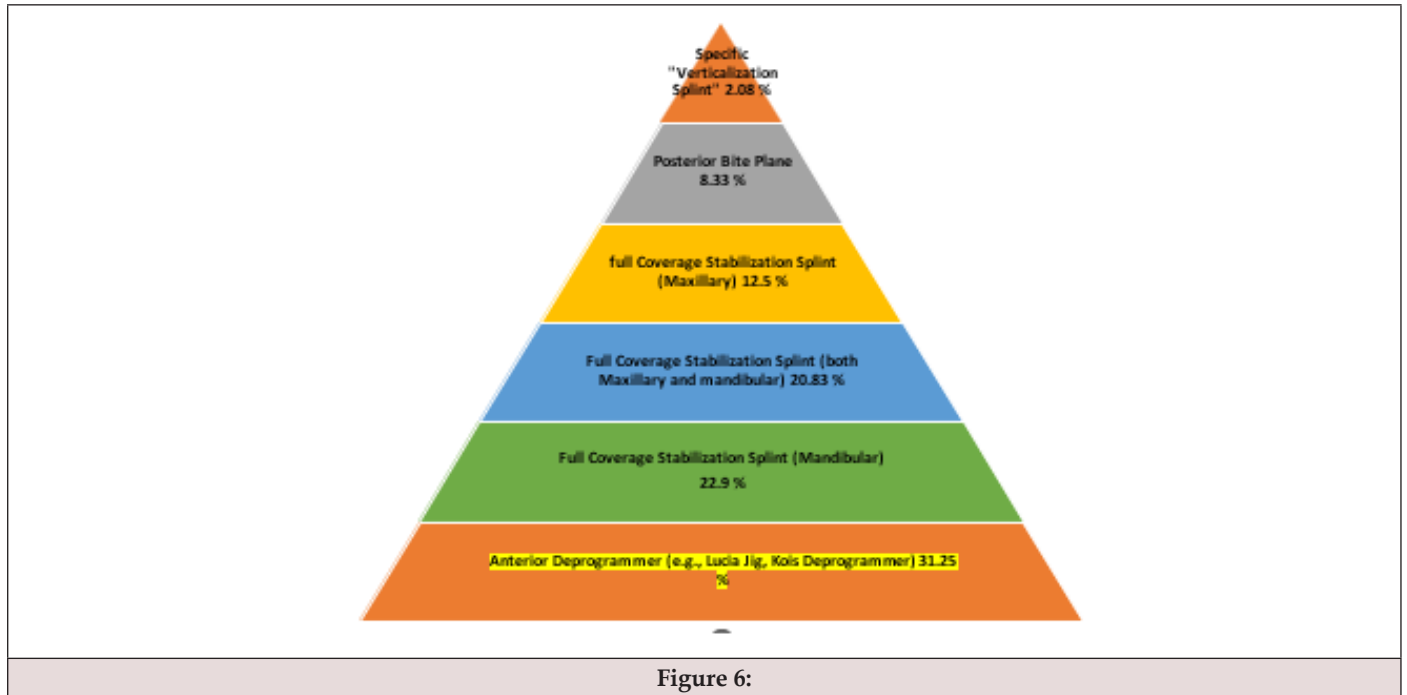 Specific
"Verticalization
Splint" 2.08 %
Posterior Bite Plane
8.33 %
full Coverage Stabilization Splint
(Maxillary) 12.5 %
Full Coverage Stabilization Splint (both
Maxillary and mandibular) 20.83 %
Full Coverage Stabilization Splint (Mandibular)
22.9 %
Anterior Deprogrammer (e.g., Lucia Jig, Kois Deprogrammer) 31.25
%
Figure 6: